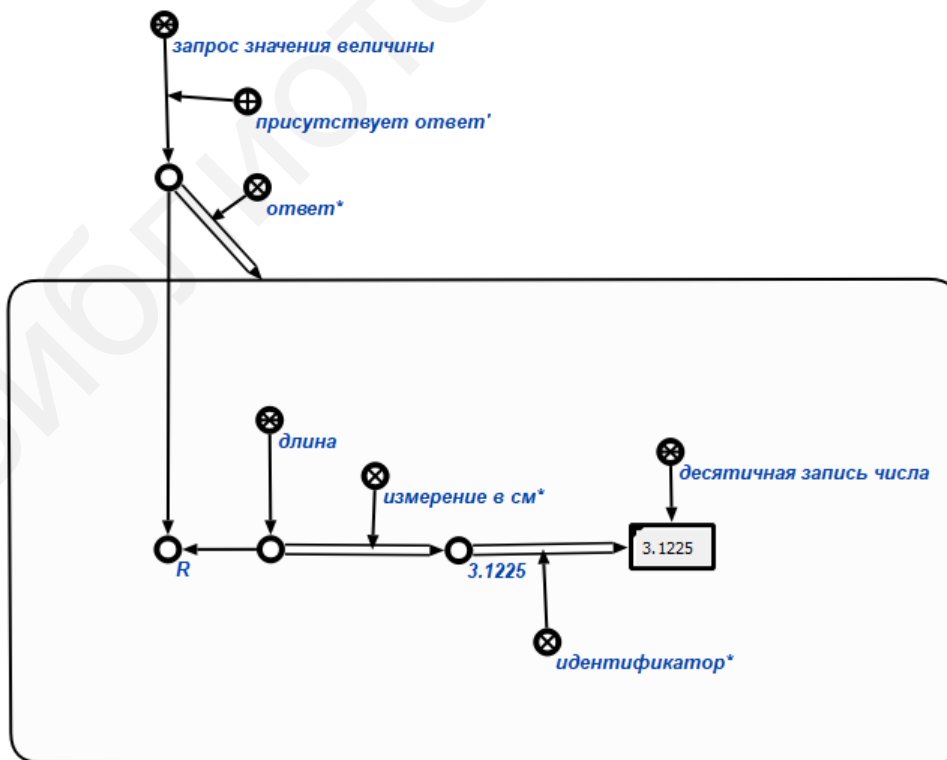 запрос значения величины
присутствует ответ'
ответ*
длина
измерение в см*
десятичная запись числа
3.1225
R
3.1225
идентификатор*